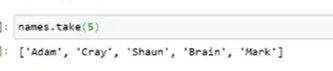 ]: names.take(5)
]: ['Adam', 'Cray', 'Shaun', 'Brain', 'Mark']